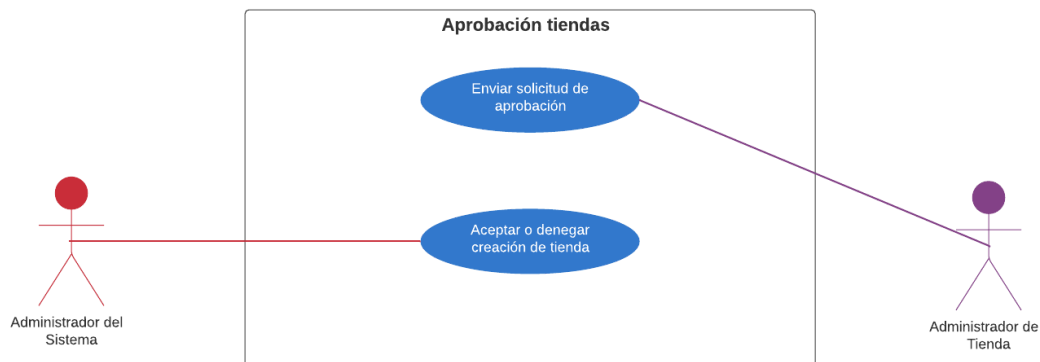 Aprobación tiendas
Enviar solicitud de
aprobación
Aceptar o denegar
creación de tienda
Administrador del
Sistema
Administrador de
Tienda